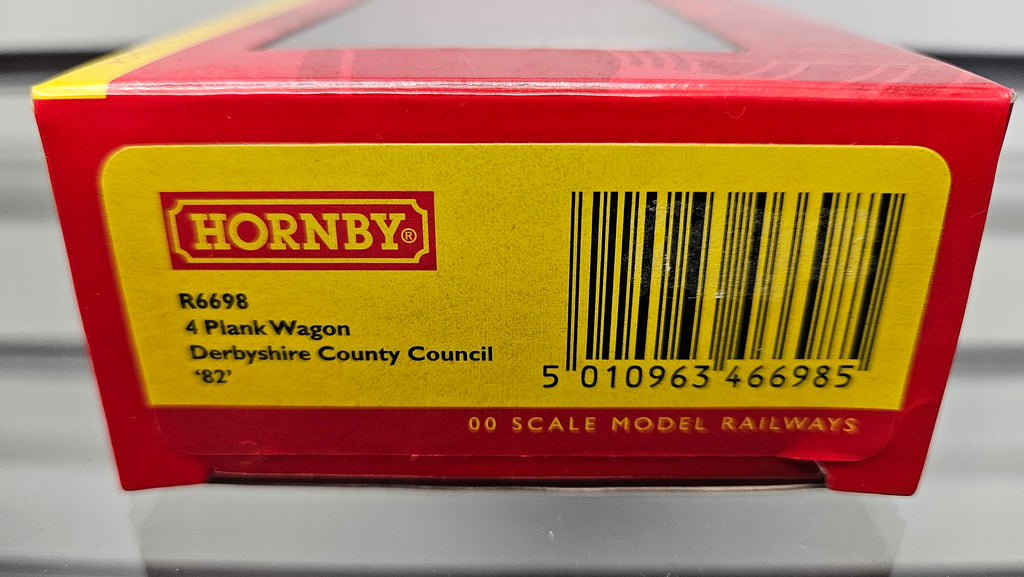 HORNBY®
R6698
4 Plank Wagon
Derbyshire County Council
‘82’
5 010963 466985
00 SCALE MODEL RAILWAYS